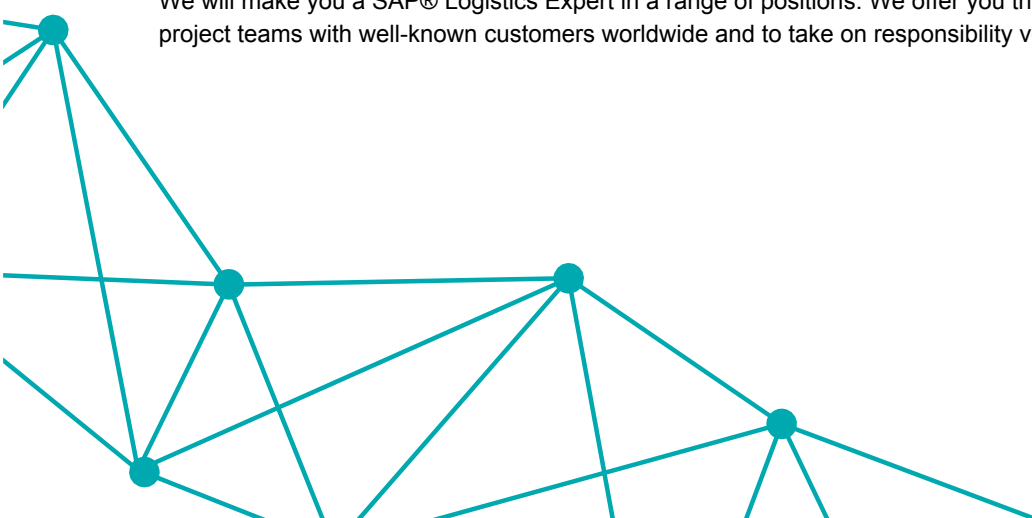 We will make you a SAP® Logistics Expert in a range of positions. We offer you
project teams with well-known customers worldwide and to take on responsibility